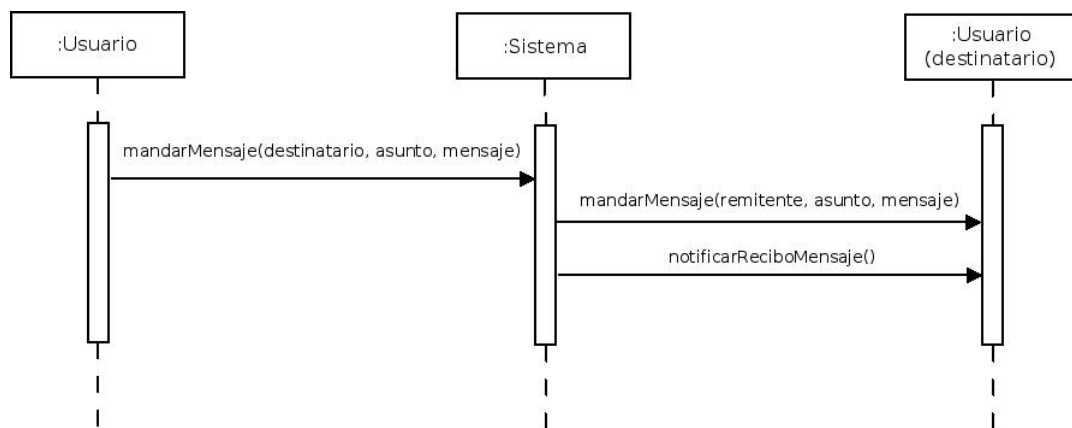 :Usuario
:Sistema
:Usuario
(destinatario)
mandarMensaje(destinatario, asunto, mensaje)
mandarMensaje(remitente, asunto, mensaje)
notificarReciboMensaje()